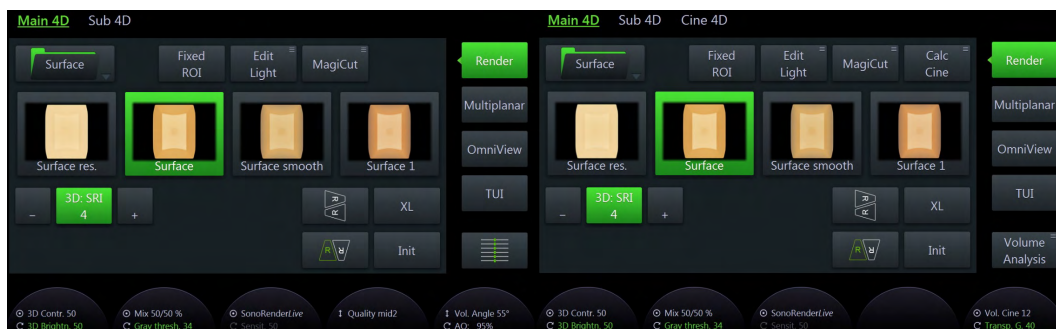 Main 4D Sub 4D
Surface
Fixed
ROI
Edit
Light
MagiCut
Render
Surface res.
Surface
Surface smooth
Surface 1
Multiplanar
OmniView
TUI
–
3D: SRI
4
+
R
R
XL
R
R
Init
3D Contr. 50
3D Brightn. 50
Mix 50/50 %
Gray thresh. 34
SonoRenderLive
Sensit. 50
Quality mid2
Vol. Angle 55°
AO: 95%
Main 4D Sub 4D Cine 4D
Surface
Fixed
ROI
Edit
Light
MagiCut
Calc
Cine
Render
Surface res.
Surface
Surface smooth
Surface 1
Multiplanar
OmniView
TUI
–
3D: SRI
4
+
R
R
XL
R
R
Init
Volume
Analysis
3D Contr. 50
3D Brightn. 50
Mix 50/50 %
Gray thresh. 34
SonoRenderLive
Sensit. 50
Vol. Cine 12
Transp. G. 40